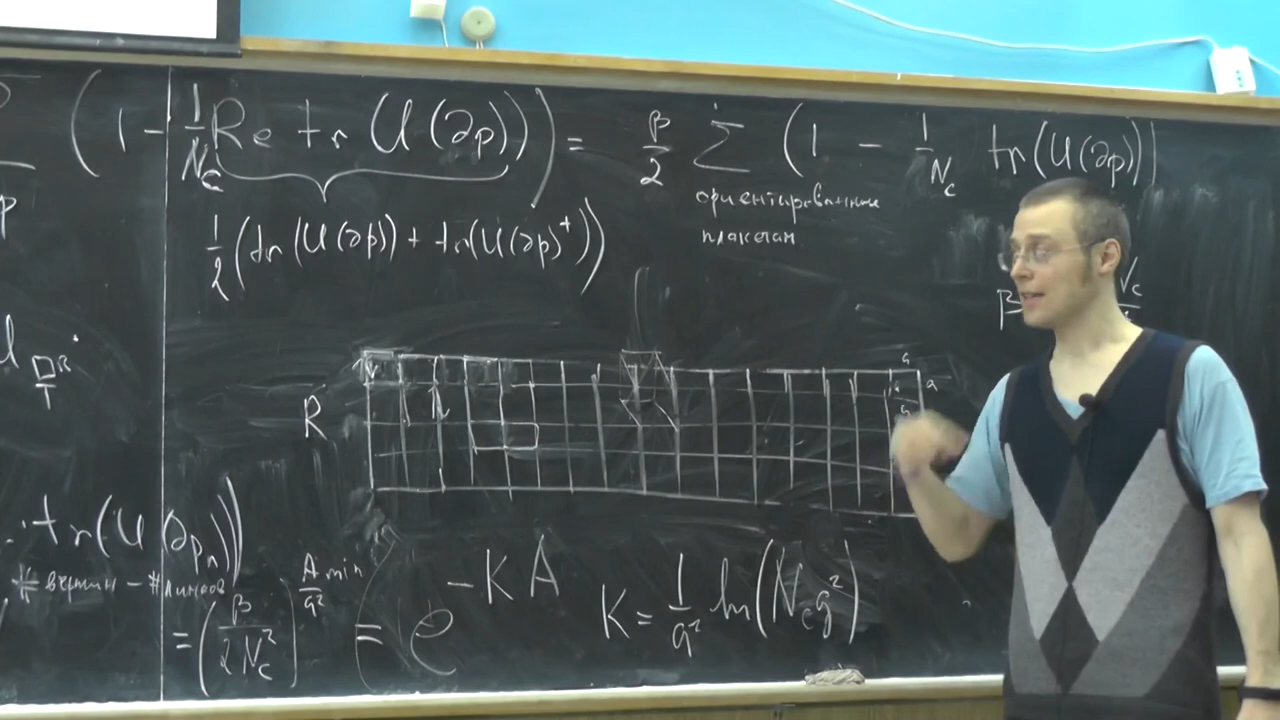 (1 - 1/N_c Re tr (U(∂p))) = β/2 Σ (1 - 1/N_c tr(U(∂p)))
ориентированным
плакетам
1/2 (tr(U(∂p)) + tr(U(∂p)⁺))
β
R
a
a
tr(U(∂p_n))
# вершин - # линков
= (β/2N_c²)^(A min/a²) = e^(-KA) K = 1/a² ln(N_c g²)